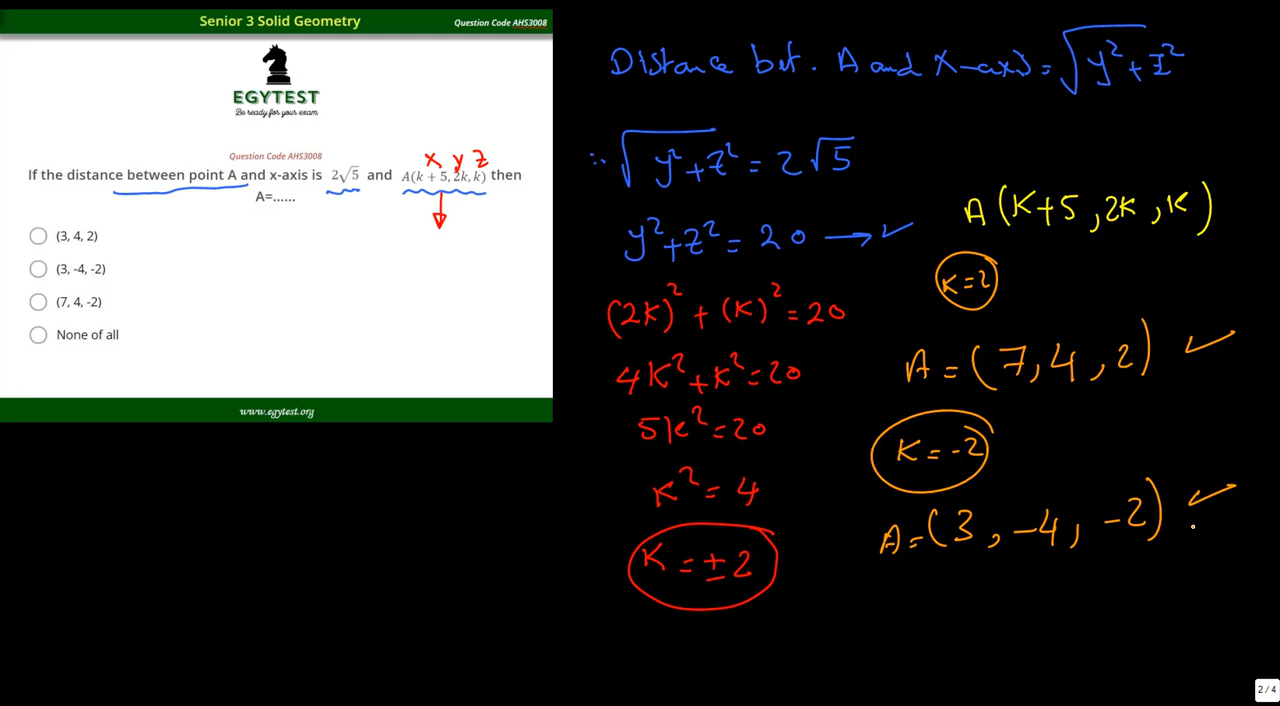 Senior 3 Solid Geometry
Question Code AHS3008
EGYTEST
Be ready for your exam
Question Code AHS3008
x y z
If the distance between point A and x-axis is 2√5 and A(k + 5, 2k, k) then
A=......
(3, 4, 2)
(3, -4, -2)
(7, 4, -2)
None of all
www.egytest.org
Distance bet. A and X-axis = √y²+z²
∴ √y²+z² = 2√5
y²+z² = 20 → ✓
(2k)² + (k)² = 20
4k²+k² = 20
5k² = 20
k² = 4
k = ±2
A(k+5, 2k, k)
k=2
A = (7, 4, 2) ✓
k = -2
A = (3, -4, -2) ✓
2 / 4